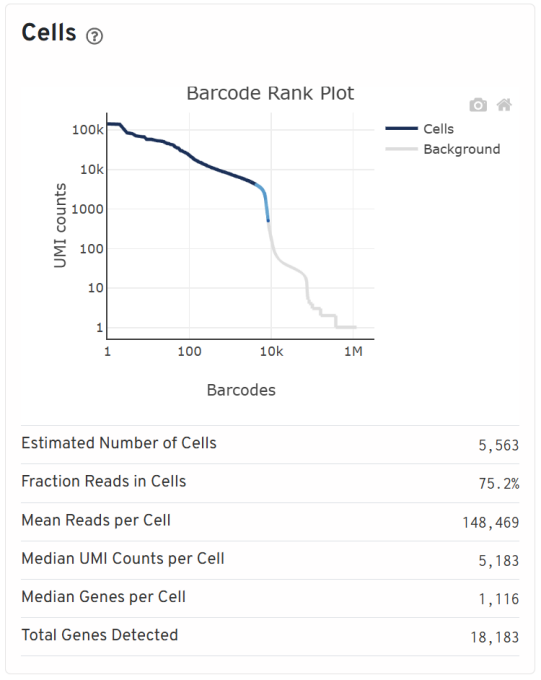 Cells ?
Barcode Rank Plot
Cells
Background
UMI counts
100k
10k
1000
100
10
1
1 100 10k 1M
Barcodes
Estimated Number of Cells 5,563
Fraction Reads in Cells 75.2%
Mean Reads per Cell 148,469
Median UMI Counts per Cell 5,183
Median Genes per Cell 1,116
Total Genes Detected 18,183